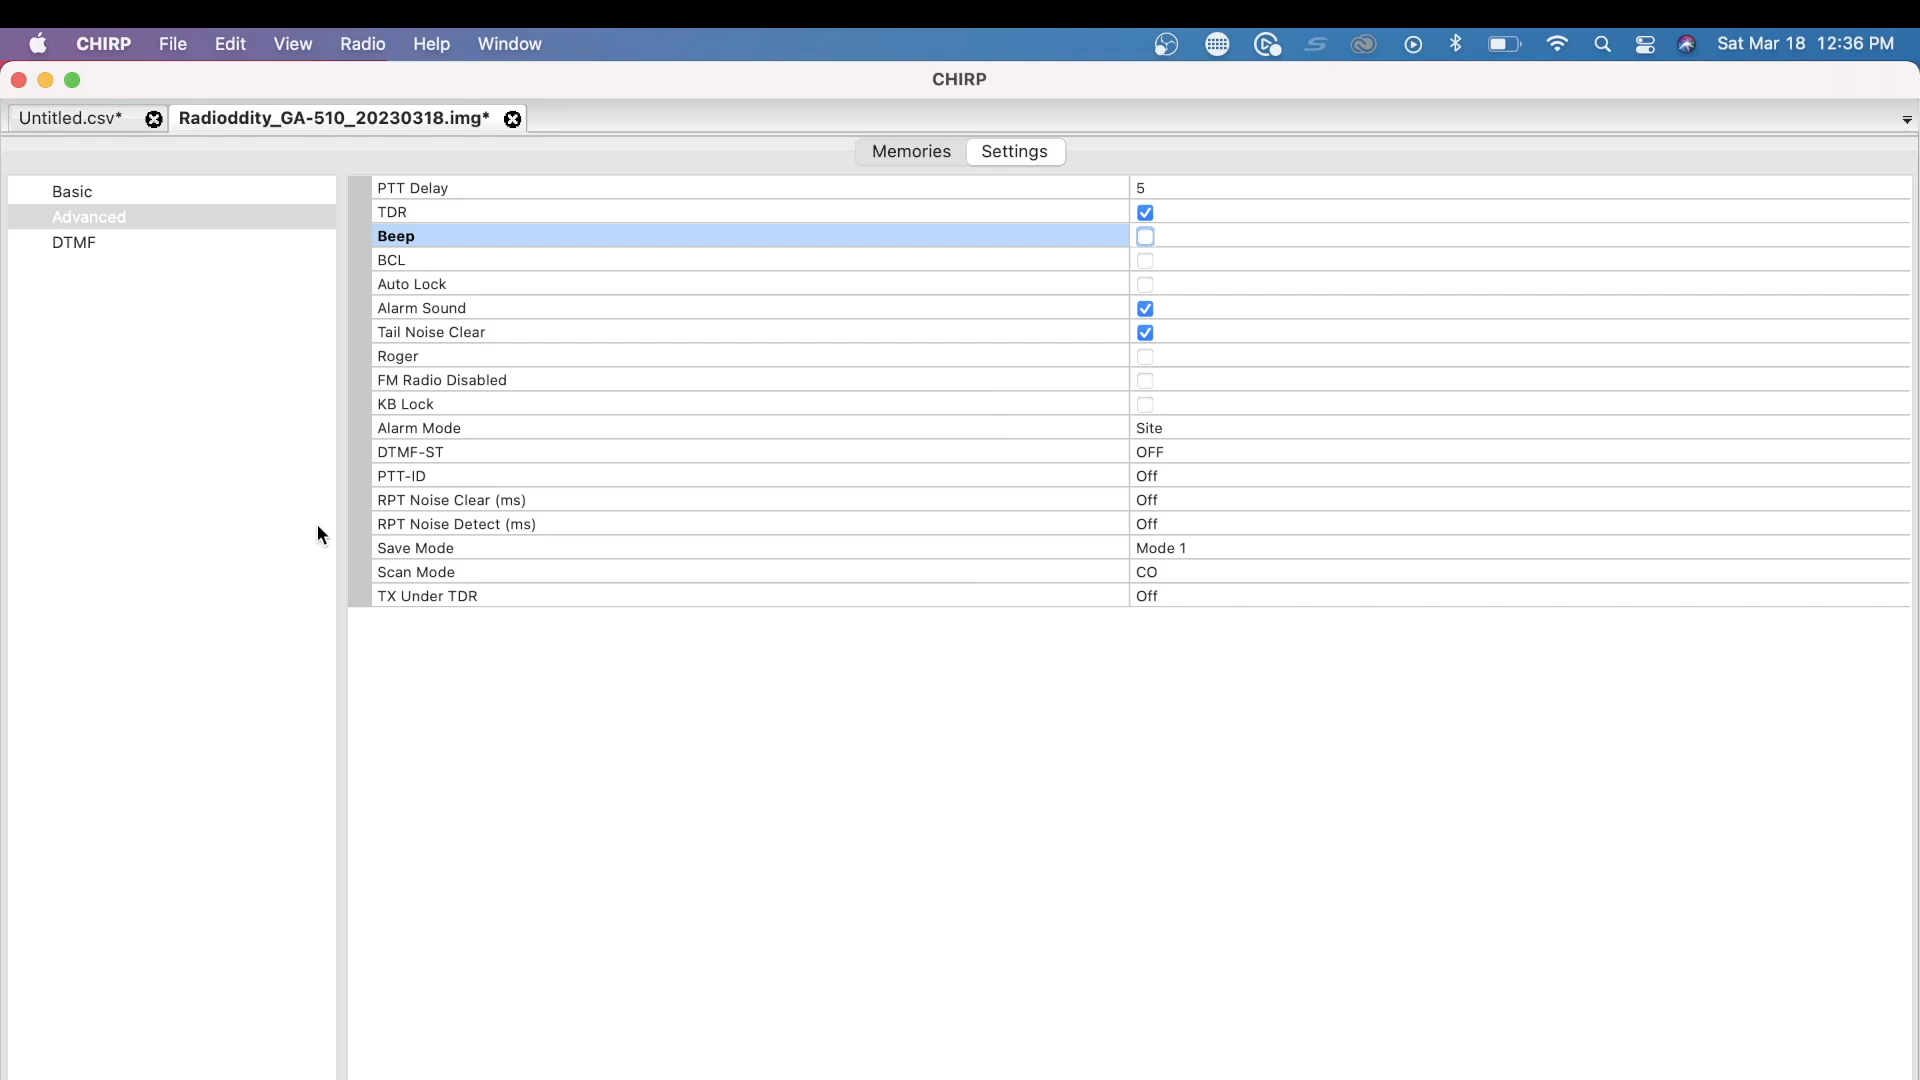 CHIRP File Edit View Radio Help Window Sat Mar 18 12:36 PM
CHIRP
Untitled.csv* Radioddity_GA-510_20230318.img*
Memories Settings
Basic
Advanced
DTMF
PTT Delay 5
TDR
Beep
BCL
Auto Lock
Alarm Sound
Tail Noise Clear
Roger
FM Radio Disabled
KB Lock
Alarm Mode Site
DTMF-ST OFF
PTT-ID Off
RPT Noise Clear (ms) Off
RPT Noise Detect (ms) Off
Save Mode Mode 1
Scan Mode CO
TX Under TDR Off